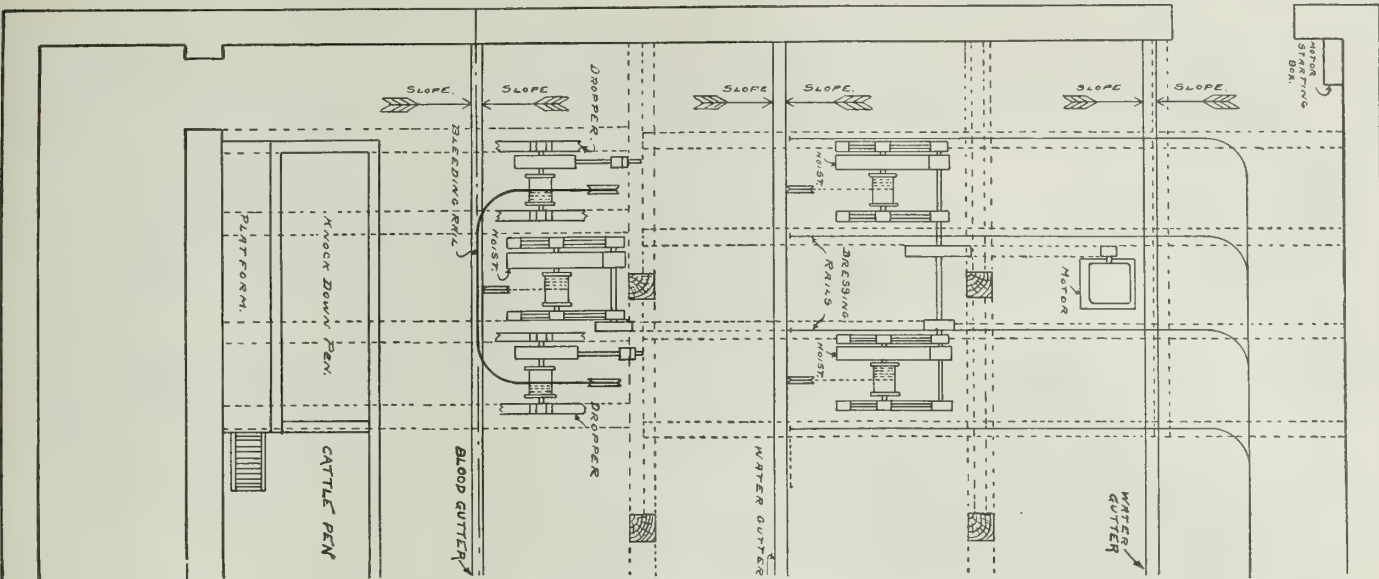 MOTOR
STARTING
BOX.
SLOPE.
SLOPE.
SLOPE
SLOPE.
SLOPE
SLOPE.
DROPPER.
BLEEDING RAIL
HOIST.
HOIST.
HOIST.
DRESSING
RAILS
MOTOR
PLATFORM.
KNOCK DOWN PEN.
CATTLE PEN
DROPPER
BLOOD GUTTER
WATER GUTTER
WATER
GUTTER